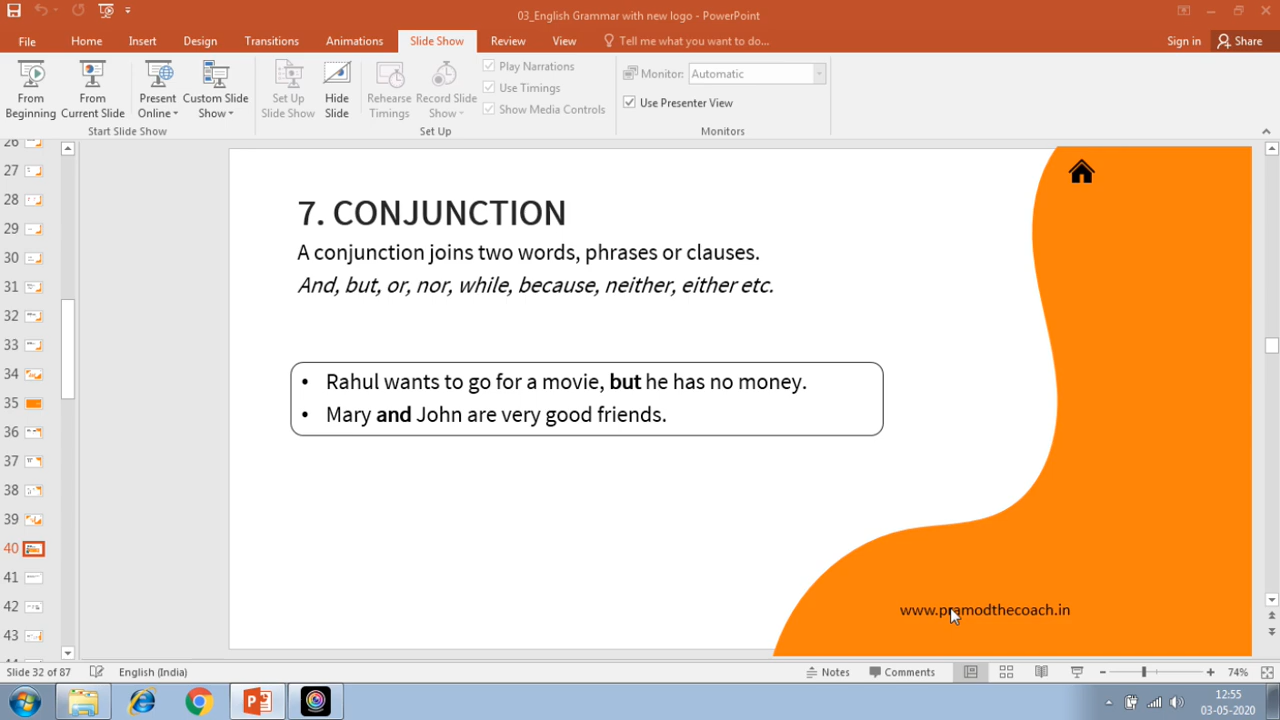 03_English Grammar with new logo - PowerPoint
File Home Insert Design Transitions Animations Slide Show Review View Tell me what you want to do... Sign in Share
From Beginning
From Current Slide
Present Online
Custom Slide Show
Set Up Slide Show
Hide Slide
Rehearse Timings
Record Slide Show
Play Narrations
Use Timings
Show Media Controls
Monitor: Automatic
Use Presenter View
Start Slide Show Set Up Monitors
26
27
28
29
30
31
32
33
34
35
36
37
38
39
40
41
42
43
7. CONJUNCTION
A conjunction joins two words, phrases or clauses.
And, but, or, nor, while, because, neither, either etc.
• Rahul wants to go for a movie, but he has no money.
• Mary and John are very good friends.
www.pramodthecoach.in
Slide 32 of 87 English (India) Notes Comments 74%
12:55
03-05-2020